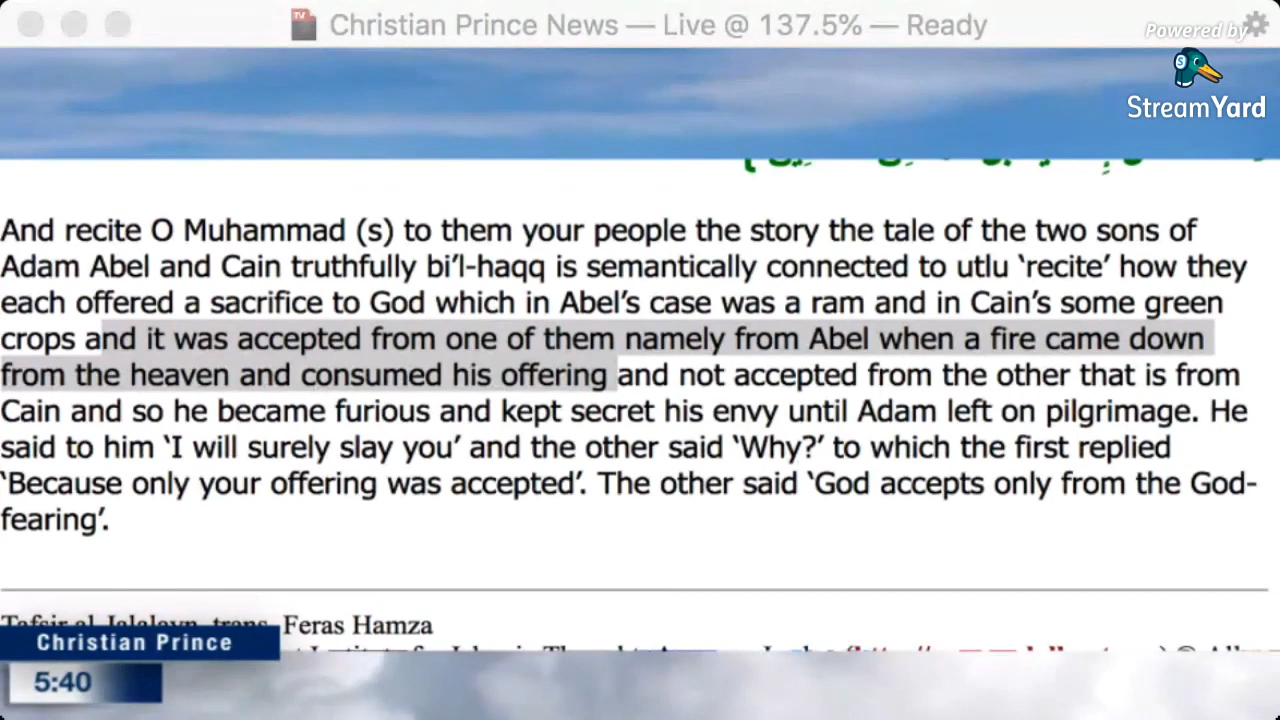 Christian Prince News — Live @ 137.5% — Ready
Powered by
StreamYard
And recite O Muhammad (s) to them your people the story the tale of the two sons of
Adam Abel and Cain truthfully bi’l-haqq is semantically connected to utlu ‘recite’ how they
each offered a sacrifice to God which in Abel’s case was a ram and in Cain’s some green
crops and it was accepted from one of them namely from Abel when a fire came down
from the heaven and consumed his offering and not accepted from the other that is from
Cain and so he became furious and kept secret his envy until Adam left on pilgrimage. He
said to him ‘I will surely slay you’ and the other said ‘Why?’ to which the first replied
‘Because only your offering was accepted’. The other said ‘God accepts only from the God-
fearing’.
Tafsir al-Jalalayn, trans. Feras Hamza
Christian Prince
5:40